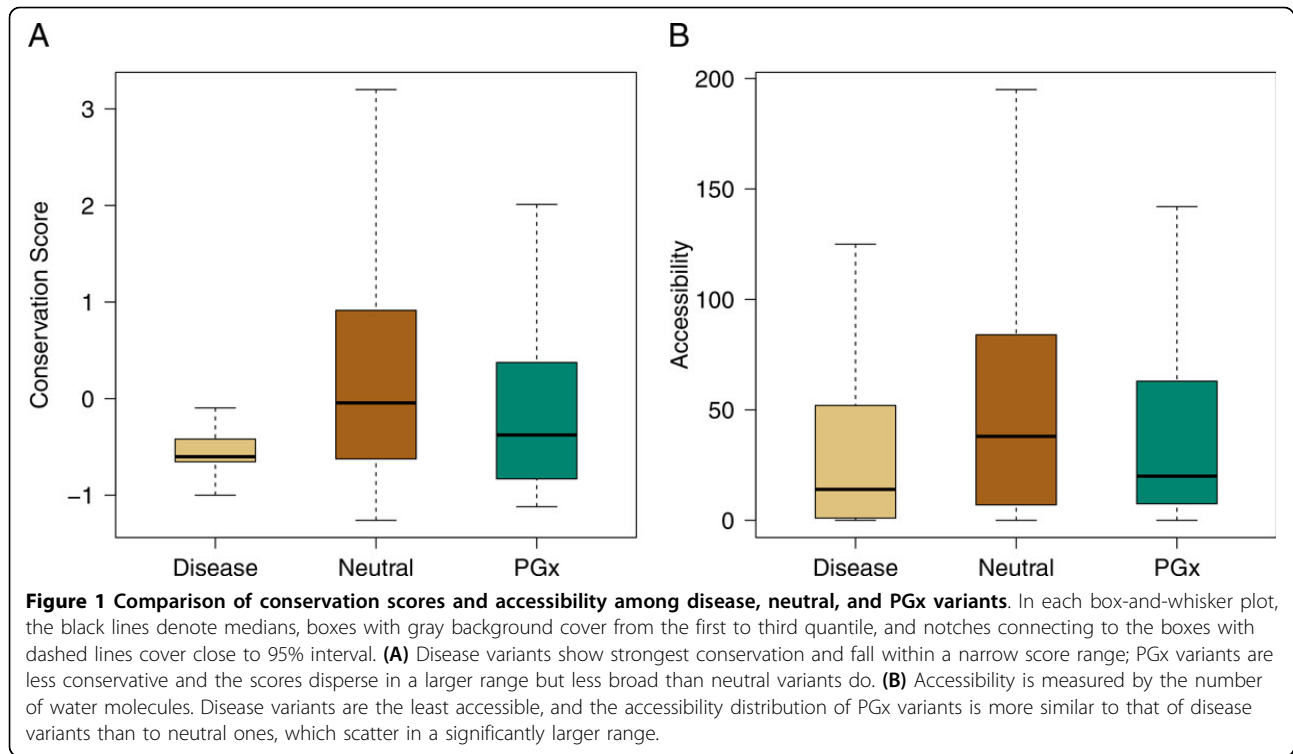 A
B
Conservation Score
3
2
1
0
−1
Disease Neutral PGx
Accessibility
200
150
100
50
0
Disease Neutral PGx
Figure 1 Comparison of conservation scores and accessibility among disease, neutral, and PGx variants. In each box-and-whisker plot,
the black lines denote medians, boxes with gray background cover from the first to third quantile, and notches connecting to the boxes with
dashed lines cover close to 95% interval. (A) Disease variants show strongest conservation and fall within a narrow score range; PGx variants are
less conservative and the scores disperse in a larger range but less broad than neutral variants do. (B) Accessibility is measured by the number
of water molecules. Disease variants are the least accessible, and the accessibility distribution of PGx variants is more similar to that of disease
variants than to neutral ones, which scatter in a significantly larger range.